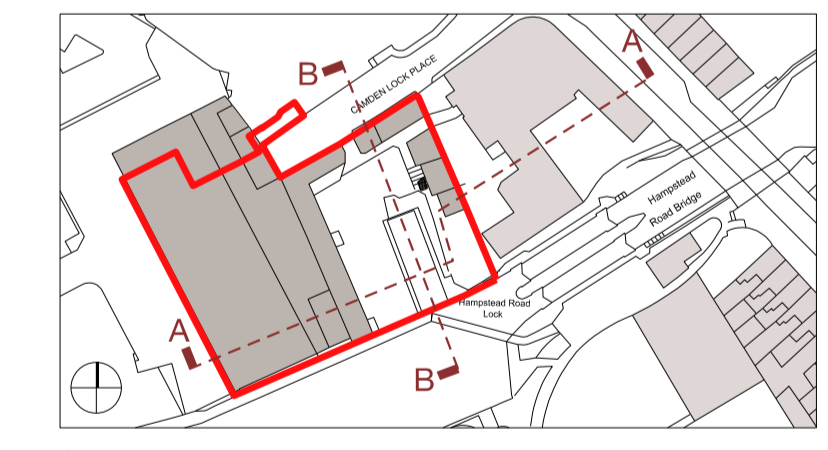 A
B
CAMDEN LOCK PLACE
Hampstead
Road Bridge
Hampstead Road
Lock
A
B